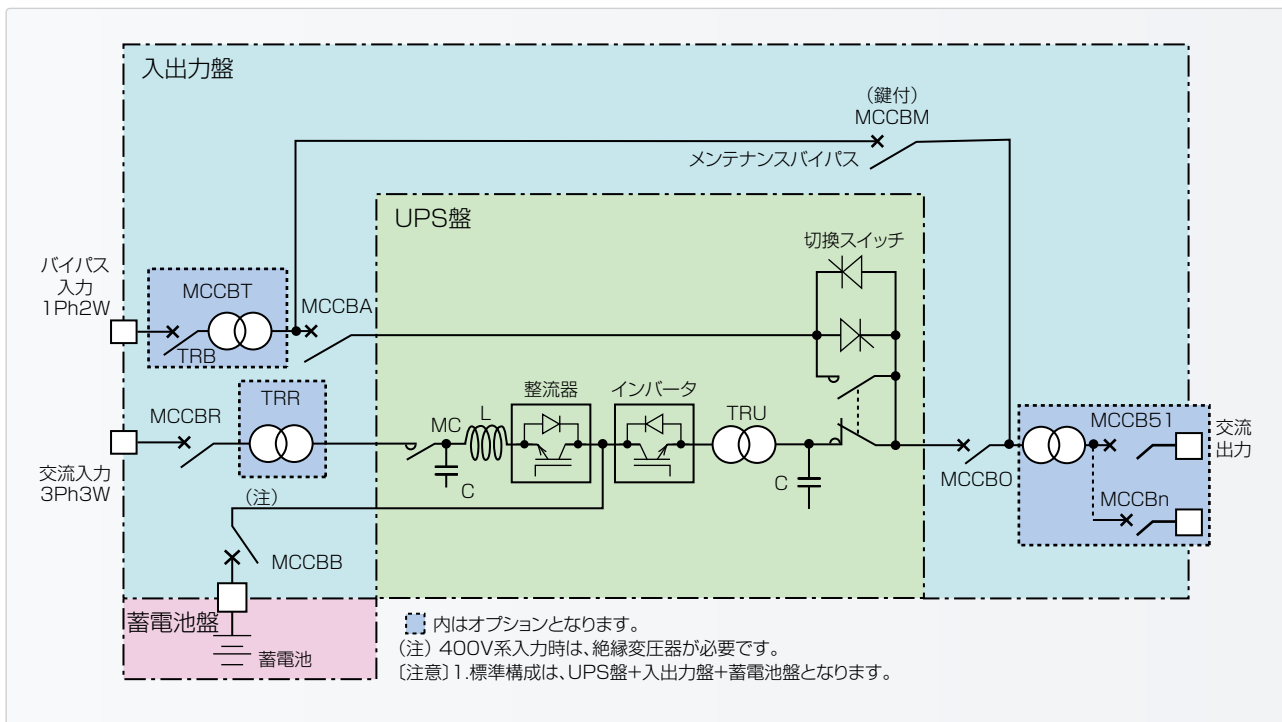 入出力盤
(鍵付)
MCCBM
メンテナンスバイパス
UPS盤
切換スイッチ
バイパス
入力
1Ph2W
MCCBT
TRB
MCCBA
MCCBR
TRR
交流入力
3Ph3W
MC
L
整流器
インバータ
TRU
C
C
MCCBO
MCCB51
交流
出力
MCCBn
(注)
MCCBB
蓄電池盤
蓄電池
内はオプションとなります。
(注) 400V系入力時は、絶縁変圧器が必要です。
〔注意〕1.標準構成は、UPS盤+入出力盤+蓄電池盤となります。